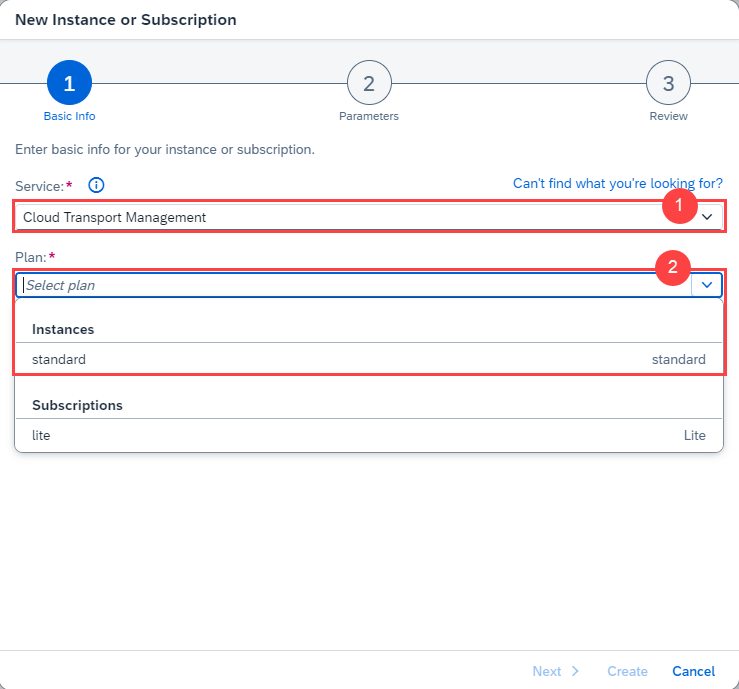 New Instance or Subscription
1
2
3
Basic Info
Parameters
Review
Enter basic info for your instance or subscription.
Service:*
Can't find what you're looking for?
1
Cloud Transport Management
Plan:*
2
Select plan
Instances
standard standard
Subscriptions
lite Lite
Next Create Cancel